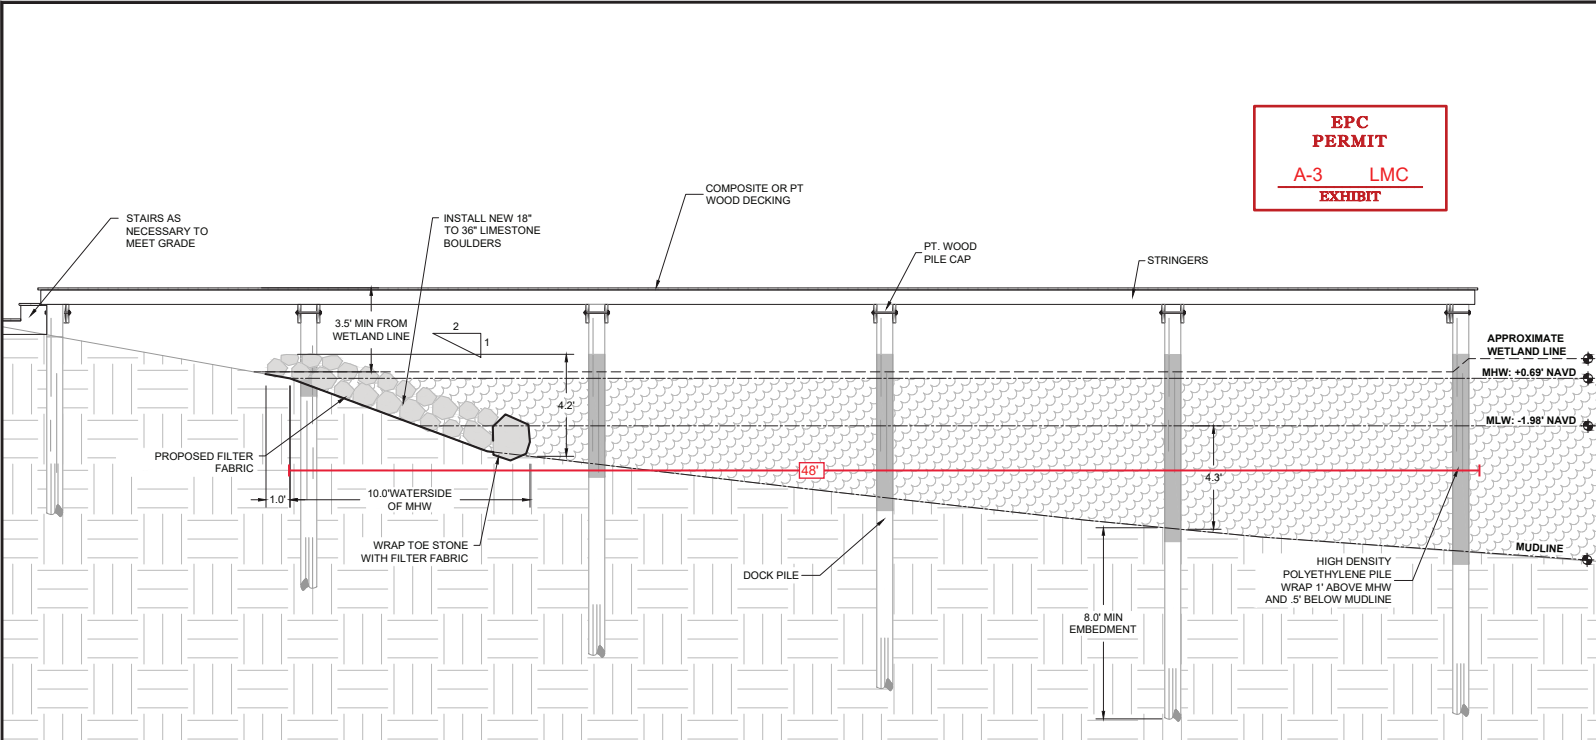 EPC
PERMIT
A-3 LMC
EXHIBIT
COMPOSITE OR PT
WOOD DECKING
STAIRS AS
NECESSARY TO
MEET GRADE
INSTALL NEW 18"
TO 36" LIMESTONE
BOULDERS
PT. WOOD
PILE CAP
STRINGERS
3.5' MIN FROM
WETLAND LINE
2
1
APPROXIMATE
WETLAND LINE
MHW: +0.69' NAVD
4.2'
MLW: -1.98' NAVD
PROPOSED FILTER
FABRIC
48'
4.3'
1.0'
10.0'WATERSIDE
OF MHW
WRAP TOE STONE
WITH FILTER FABRIC
DOCK PILE
MUDLINE
HIGH DENSITY
POLYETHYLENE PILE
WRAP 1' ABOVE MHW
AND .5' BELOW MUDLINE
8.0' MIN
EMBEDMENT